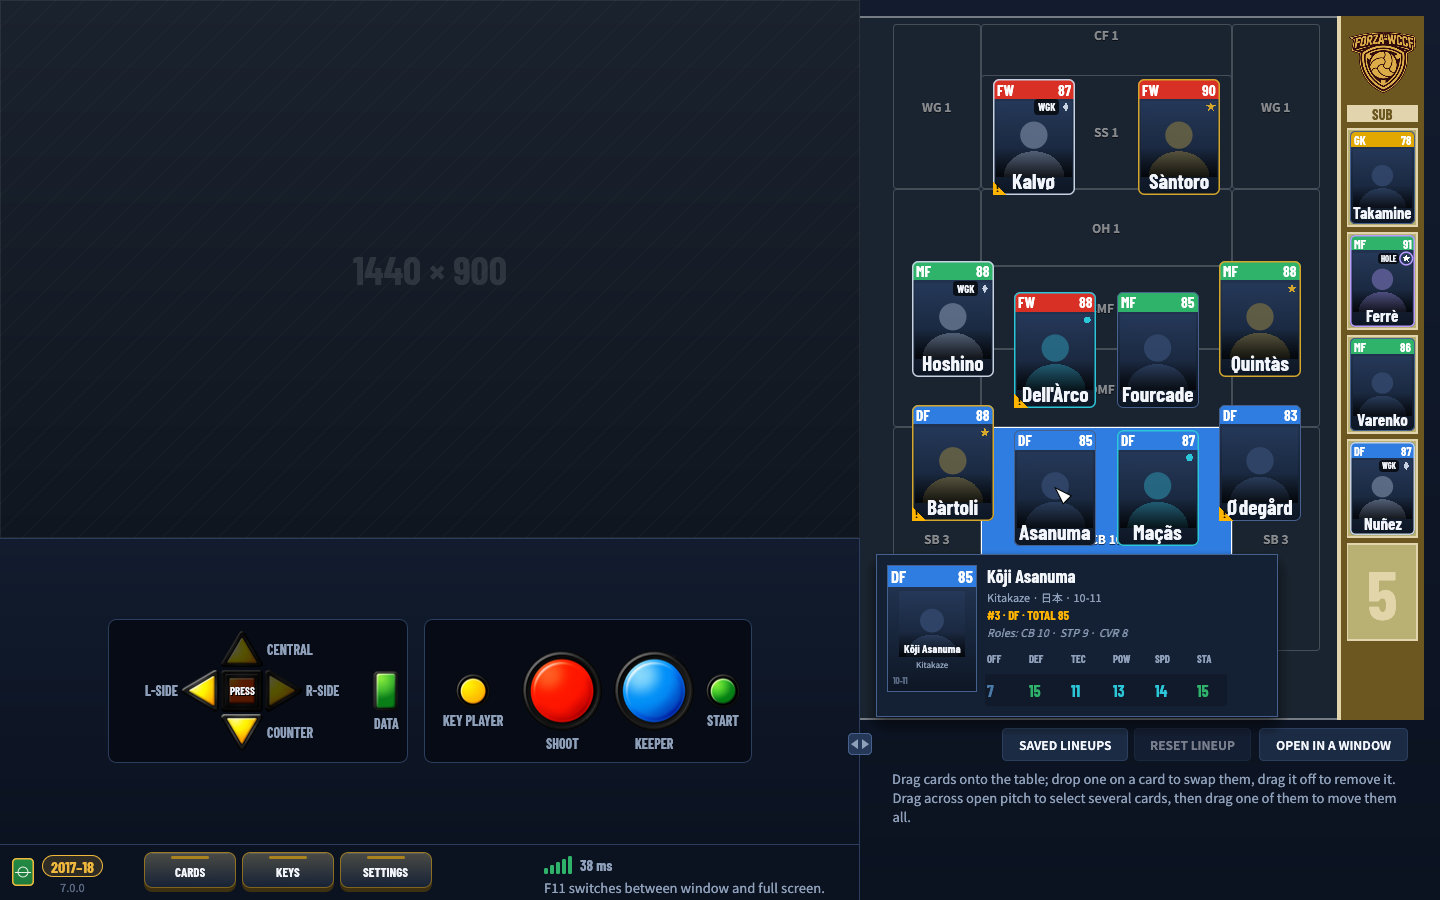 1440 × 900
CF 1
WG 1
SS 1
WG 1
FW 87
WGK
Kalvø
FW 90
Sàntoro
OH 1
MF 88
WGK
Hoshino
FW 88
Dell'Àrco
MF
MF 85
Fourcade
MF
MF 88
Quintàs
DF 88
Bàrtoli
DF 85
Asanuma
DF 87
Maçãs
DF 83
Ødegård
SB 3
CB 10
SB 3
FORZA-WCCF
SUB
GK 78
Takamine
MF 91
HOLE
Ferrè
MF 86
Varenko
DF 87
WGK
Nuñez
5
DF 85
Kōji Asanuma
Kitakaze
10-11
Kōji Asanuma
Kitakaze · 日本 · 10-11
#3 · DF · TOTAL 85
Roles: CB 10 · STP 9 · CVR 8
OFF DEF TEC POW SPD STA
7 15 11 13 14 15
CENTRAL
L-SIDE
PRESS
R-SIDE
COUNTER
DATA
KEY PLAYER
SHOOT
KEEPER
START
SAVED LINEUPS
RESET LINEUP
OPEN IN A WINDOW
Drag cards onto the table; drop one on a card to swap them, drag it off to remove it.
Drag across open pitch to select several cards, then drag one of them to move them
all.
2017-18
7.0.0
CARDS
KEYS
SETTINGS
38 ms
F11 switches between window and full screen.